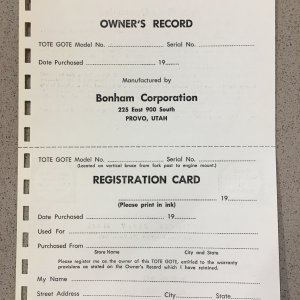 OWNER'S RECORD
TOTE GOTE Model No. Serial No.
Date Purchased 19
Manufactured by
Bonham Corporation
225 East 900 South
PROVO, UTAH
TOTE GOTE Model No. Serial No.
(Located on vertical brace from fork past to engine mount.)
REGISTRATION CARD
19
(Please print in ink)
Date Purchased 19
Used For
Purchased From
Store Name City and State
Please register me as the owner of this TOTE GOTE, entitled to the warranty
provisions as stated on the Owner's Record which I have retained.
My Name
Street Address City State